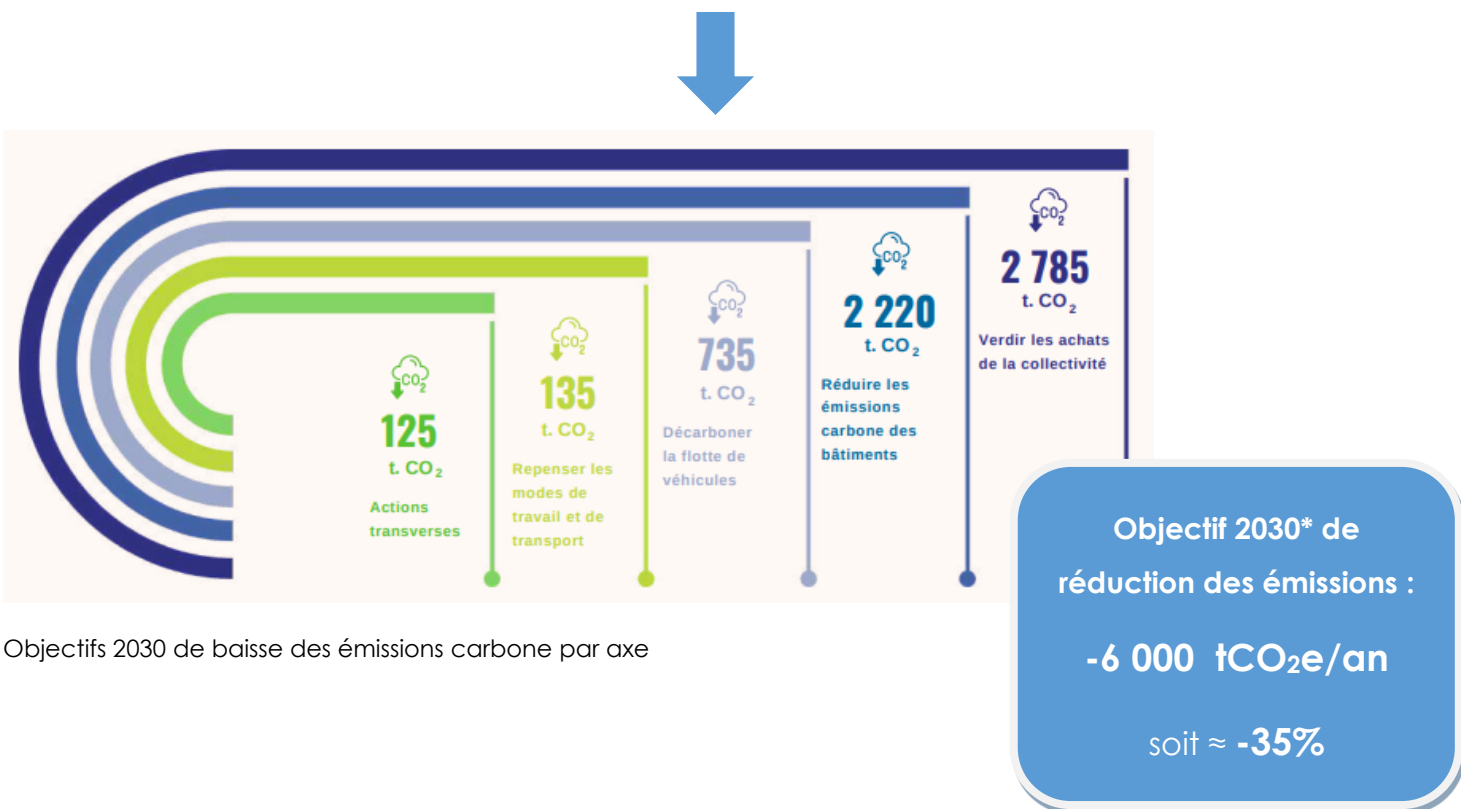 CO2
125
t. CO2
Actions
transverses
CO2
135
t. CO2
Repenser les
modes de
travail et de
transport
CO2
735
t. CO2
Décarboner
la flotte de
véhicules
CO2
2 220
t. CO2
Réduire les
émissions
carbone des
bâtiments
CO2
2 785
t. CO2
Verdir les achats
de la collectivité
Objectif 2030* de
réduction des émissions :
-6 000 tCO2e/an
soit ≈ -35%
Objectifs 2030 de baisse des émissions carbone par axe